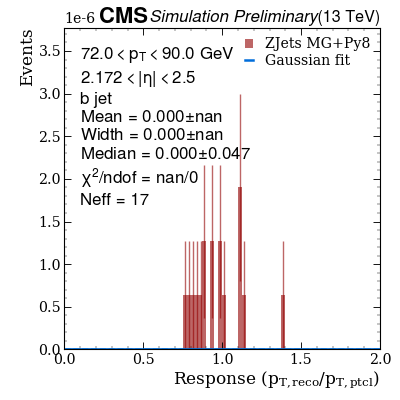 1e-6 CMS Simulation Preliminary (13 TeV)
Events
3.5
3.0
2.5
2.0
1.5
1.0
0.5
0.0
72.0 < p_T < 90.0 GeV
2.172 < |η| < 2.5
b jet
Mean = 0.000±nan
Width = 0.000±nan
Median = 0.000±0.047
χ²/ndof = nan/0
Neff = 17
ZJets MG+Py8
Gaussian fit
0.0 0.5 1.0 1.5 2.0
Response (p_T,reco/p_T,ptcl)